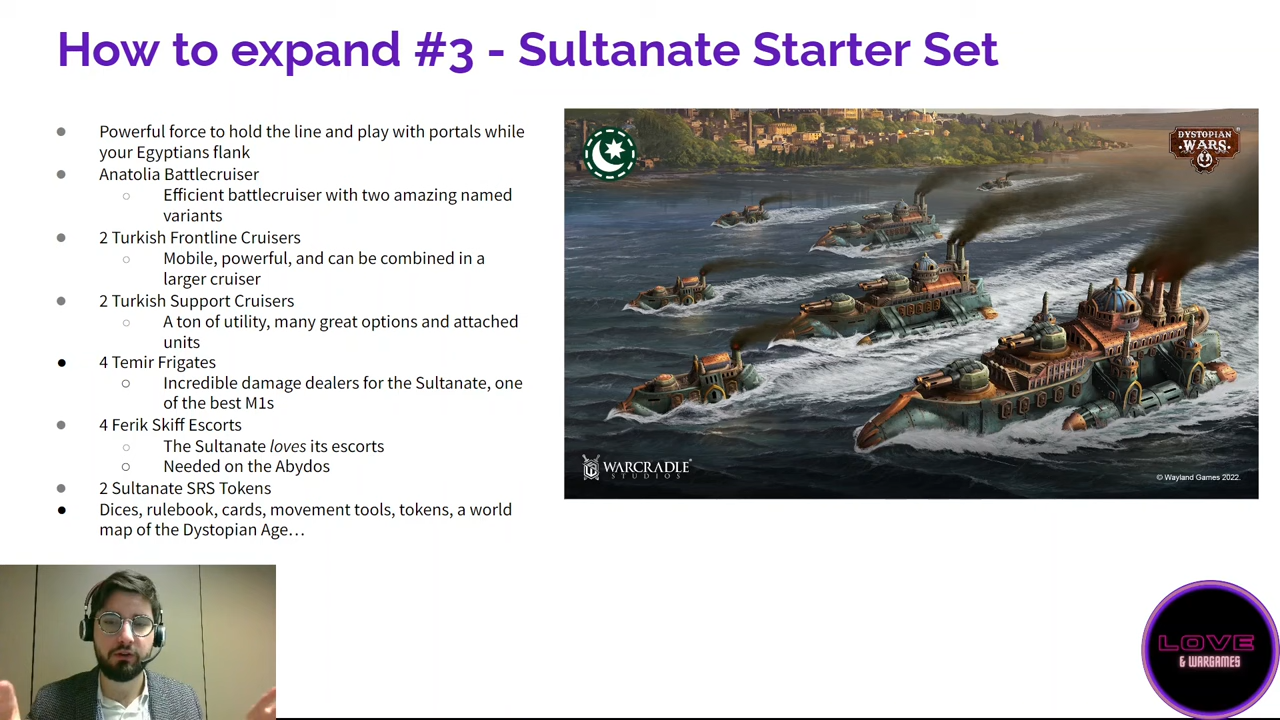 How to expand #3 - Sultanate Starter Set
Powerful force to hold the line and play with portals while
your Egyptians flank
Anatolia Battlecruiser
Efficient battlecruiser with two amazing named
variants
2 Turkish Frontline Cruisers
Mobile, powerful, and can be combined in a
larger cruiser
2 Turkish Support Cruisers
A ton of utility, many great options and attached
units
4 Temir Frigates
Incredible damage dealers for the Sultanate, one
of the best M1s
4 Ferik Skiff Escorts
The Sultanate loves its escorts
Needed on the Abydos
2 Sultanate SRS Tokens
Dices, rulebook, cards, movement tools, tokens, a world
map of the Dystopian Age…
DYSTOPIAN
WARS
WARCRADLE
STUDIOS
© Wayland Games 2022.
LOVE
& WARGAMES